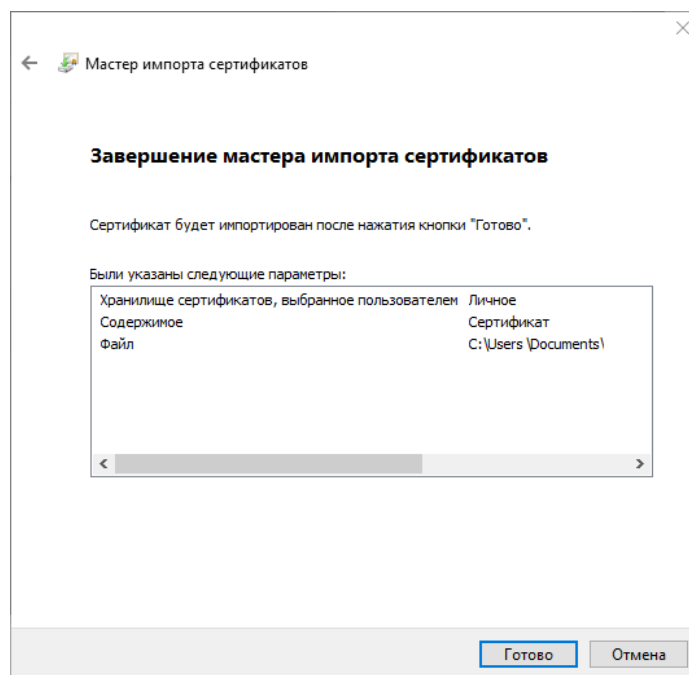 Мастер импорта сертификатов
Завершение мастера импорта сертификатов
Сертификат будет импортирован после нажатия кнопки "Готово".
Были указаны следующие параметры:
Хранилище сертификатов, выбранное пользователем Личное
Содержимое Сертификат
Файл C:\Users \Documents\
Готово Отмена